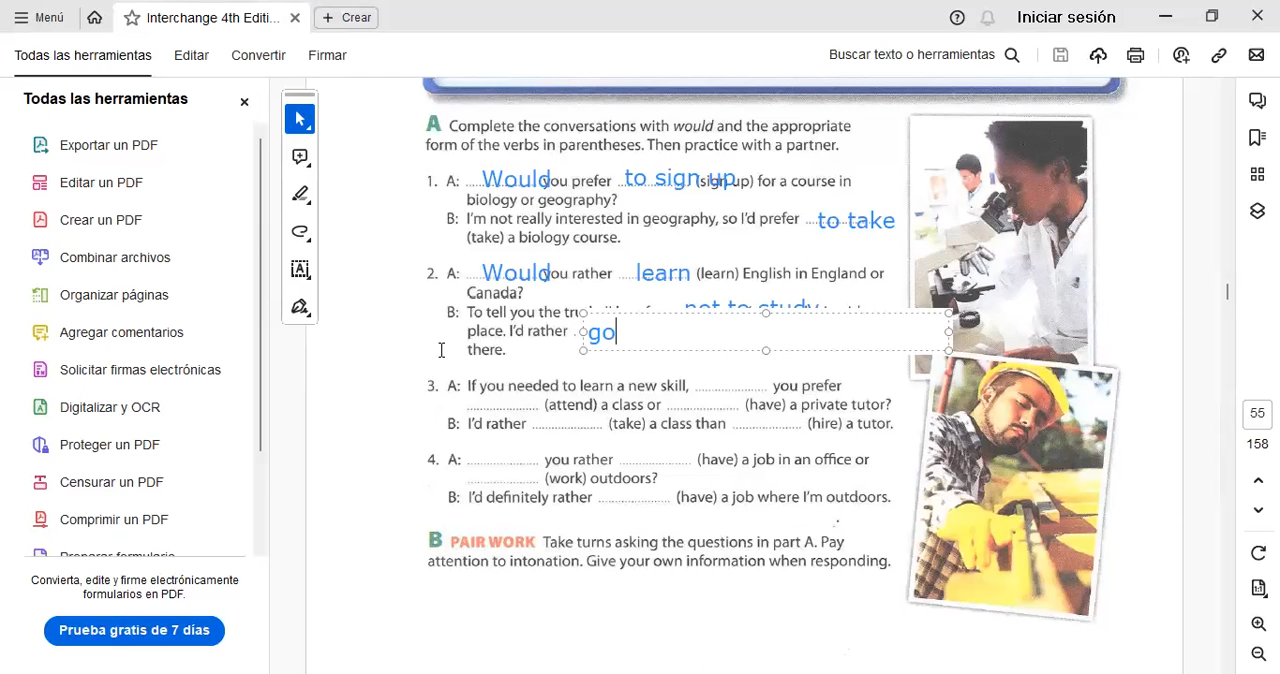 Menú
Interchange 4th Editi...
Crear
Iniciar sesión
Todas las herramientas
Editar
Convertir
Firmar
Buscar texto o herramientas
Todas las herramientas
Exportar un PDF
Editar un PDF
Crear un PDF
Combinar archivos
Organizar páginas
Agregar comentarios
Solicitar firmas electrónicas
Digitalizar y OCR
Proteger un PDF
Censurar un PDF
Comprimir un PDF
Preparar formulario
Convierta, edite y firme electrónicamente
formularios en PDF.
Prueba gratis de 7 días
A Complete the conversations with would and the appropriate
form of the verbs in parentheses. Then practice with a partner.
1. A: Would you prefer to sign up (sign up) for a course in
biology or geography?
B: I'm not really interested in geography, so I'd prefer to take
(take) a biology course.
2. A: Would you rather learn (learn) English in England or
Canada?
B: To tell you the not to study
place. I'd rather go
there.
3. A: If you needed to learn a new skill, you prefer
(attend) a class or (have) a private tutor?
B: I'd rather (take) a class than (hire) a tutor.
4. A: you rather (have) a job in an office or
(work) outdoors?
B: I'd definitely rather (have) a job where I'm outdoors.
B PAIR WORK Take turns asking the questions in part A. Pay
attention to intonation. Give your own information when responding.
55
158